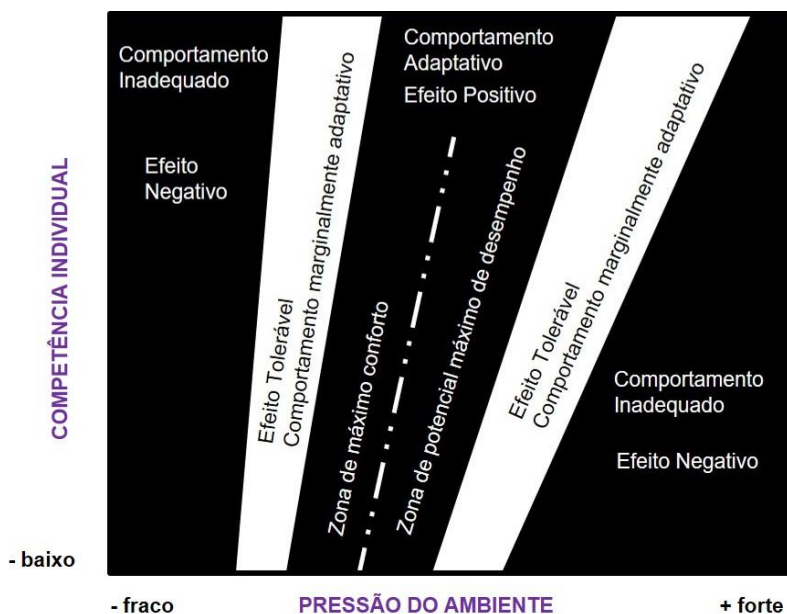 Comportamento
Inadequado
Efeito
Negativo
Efeito Tolerável
Comportamento marginalmente adaptativo
Comportamento
Adaptativo
Efeito Positivo
Zona de máximo conforto
Zona de potencial máximo de desempenho
Efeito Tolerável
Comportamento marginalmente adaptativo
Comportamento
Inadequado
Efeito Negativo
COMPETÊNCIA INDIVIDUAL
- baixo
- fraco
PRESSÃO DO AMBIENTE
+ forte